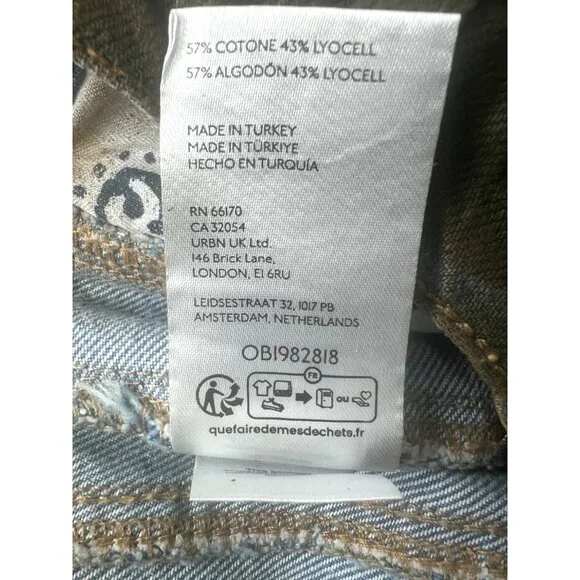 57% COTONE 43% LYOCELL
57% ALGODÓN 43% LYOCELL
MADE IN TURKEY
MADE IN TÜRKIYE
HECHO EN TURQUÍA
RN 66170
CA 32054
URBN UK Ltd.
146 Brick Lane,
LONDON, E1 6RU
LEIDSESTRAAT 32, 1017 PB
AMSTERDAM, NETHERLANDS
OB1982818
FR
OU
quefairedemesdechets.fr